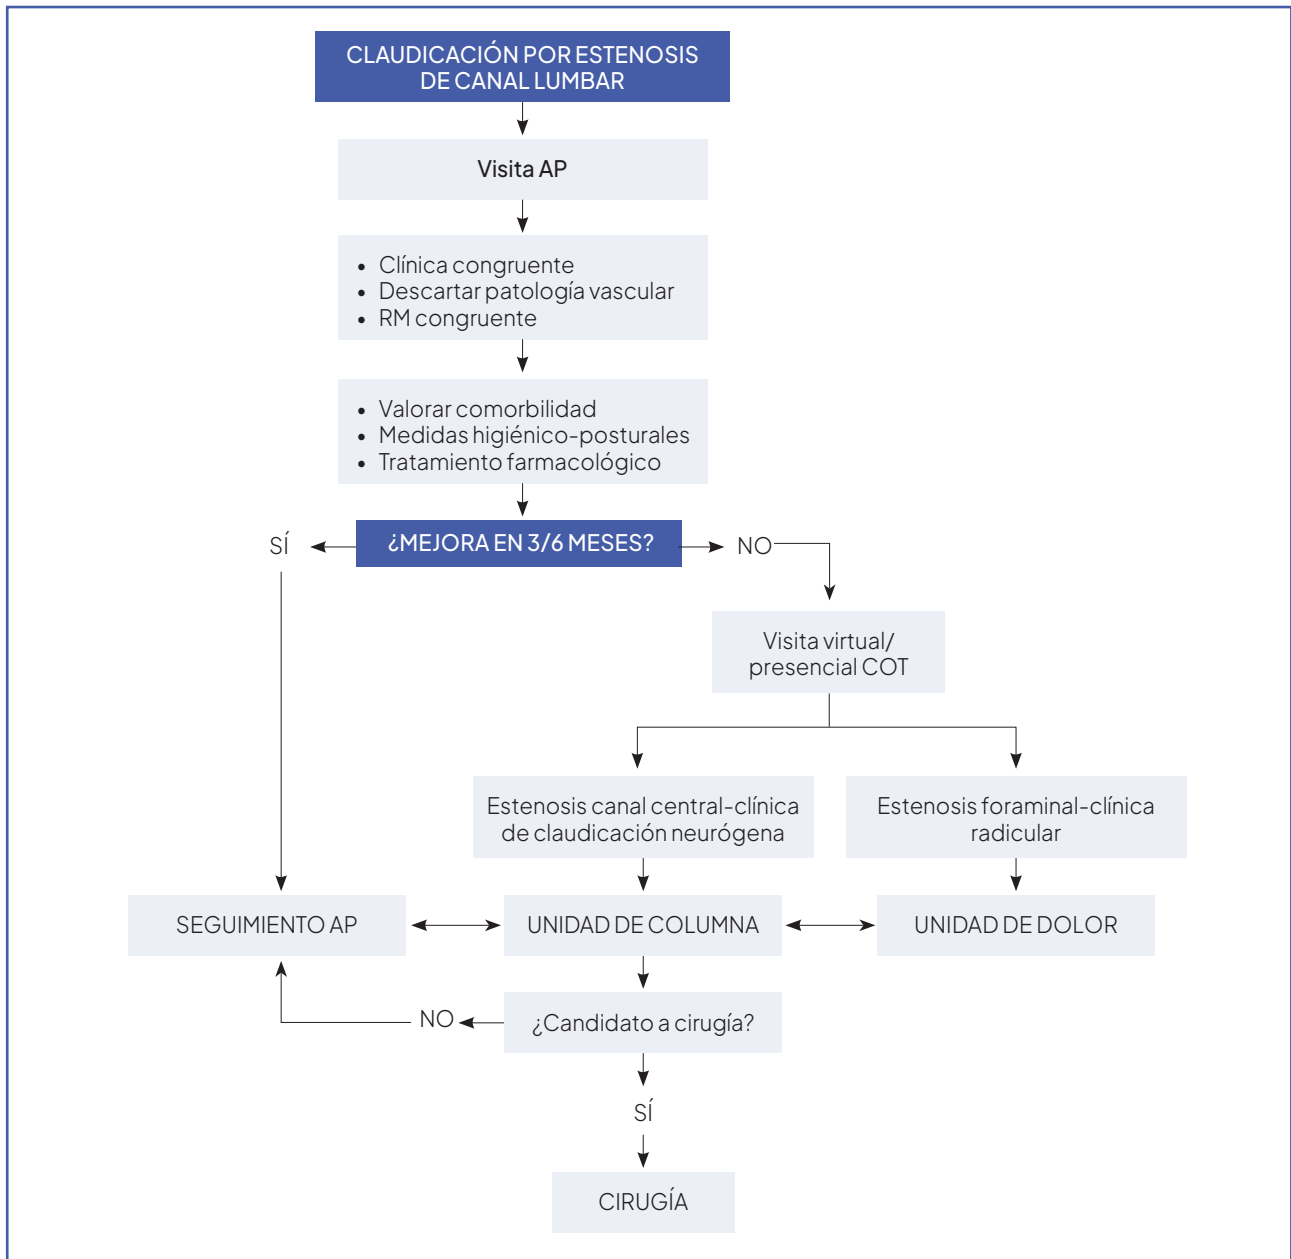 CLAUDICACIÓN POR ESTENOSIS
DE CANAL LUMBAR
Visita AP
• Clínica congruente
• Descartar patología vascular
• RM congruente
• Valorar comorbilidad
• Medidas higiénico-posturales
• Tratamiento farmacológico
SÍ
¿MEJORA EN 3/6 MESES?
NO
Visita virtual/
presencial COT
Estenosis canal central-clínica
de claudicación neurógena
Estenosis foraminal-clínica
radicular
SEGUIMIENTO AP
UNIDAD DE COLUMNA
UNIDAD DE DOLOR
NO
¿Candidato a cirugía?
SÍ
CIRUGÍA